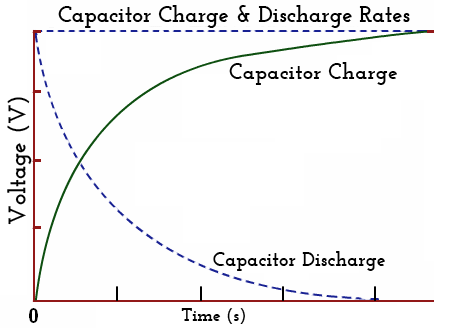 Capacitor Charge & Discharge Rates
Capacitor Charge
Voltage (V)
Capacitor Discharge
0
Time (s)